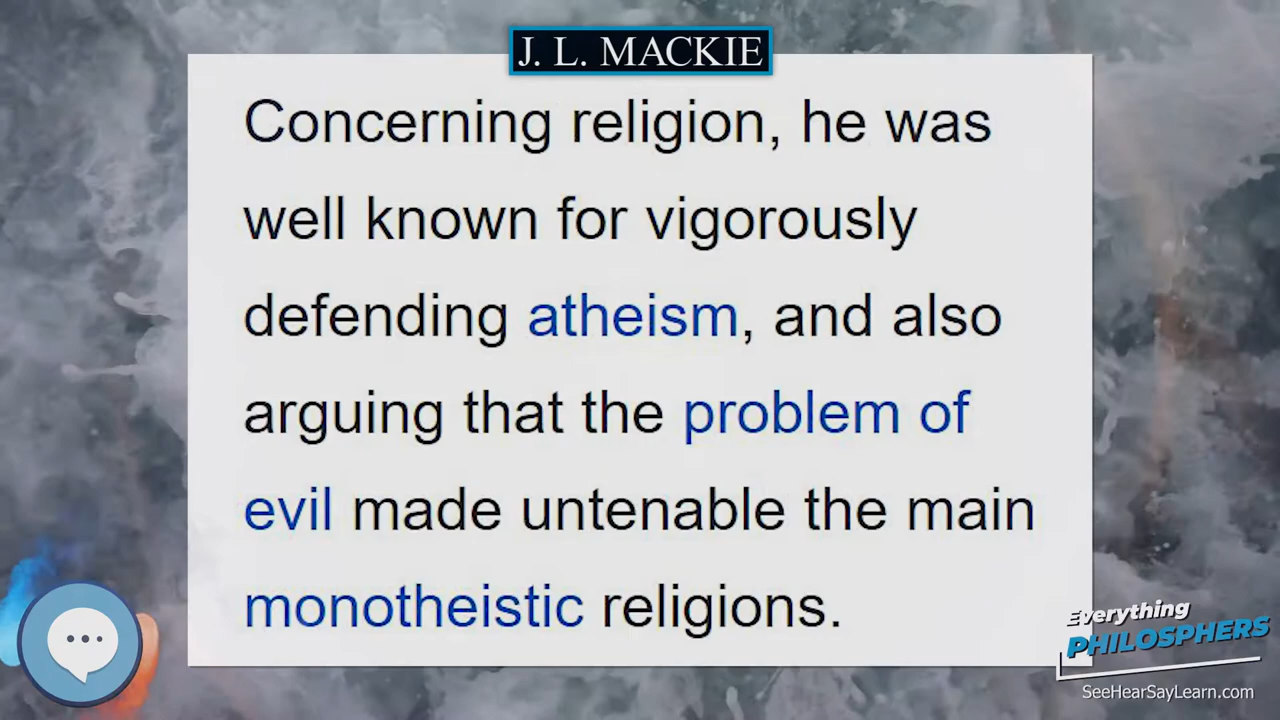 J. L. MACKIE
Concerning religion, he was
well known for vigorously
defending atheism, and also
arguing that the problem of
evil made untenable the main
monotheistic religions.
Everything
PHILOSPHERS
SeeHearSayLearn.com